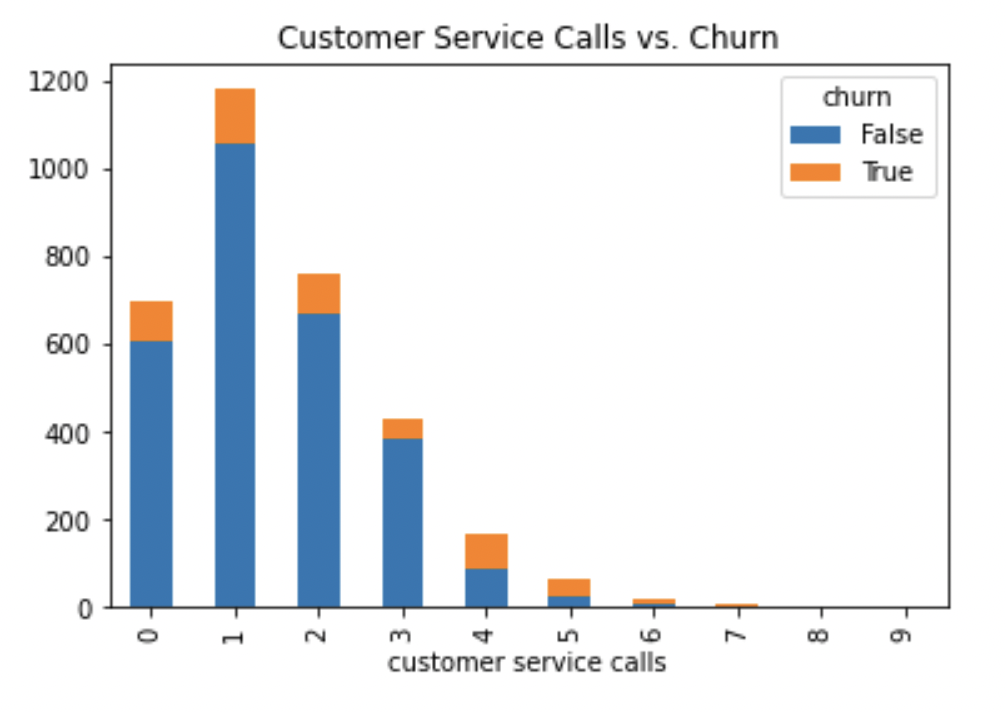 Customer Service Calls vs. Churn
1200
1000
800
600
400
200
0
churn
False
True
0 1 2 3 4 5 6 7 8 9
customer service calls